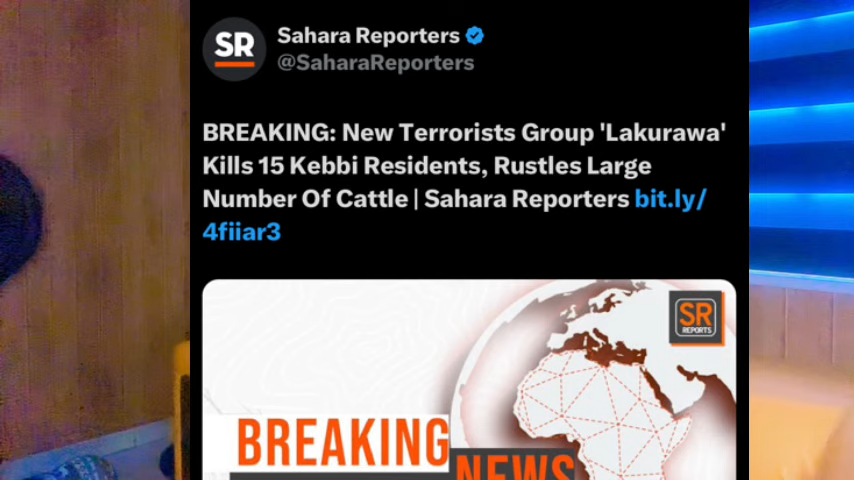 SR
Sahara Reporters
@SaharaReporters
BREAKING: New Terrorists Group 'Lakurawa'
Kills 15 Kebbi Residents, Rustles Large
Number Of Cattle | Sahara Reporters bit.ly/
4fiiar3
SR
REPORTS
BREAKING
NEWS